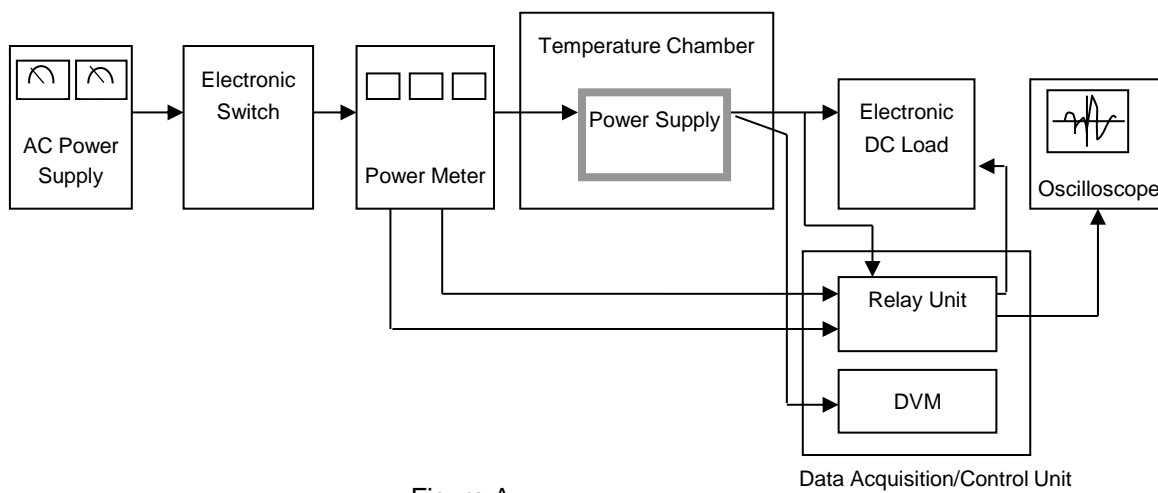 AC Power
Supply
Electronic
Switch
Power Meter
Temperature Chamber
Power Supply
Electronic
DC Load
Oscilloscope
Relay Unit
DVM
Data Acquisition/Control Unit
Figure A